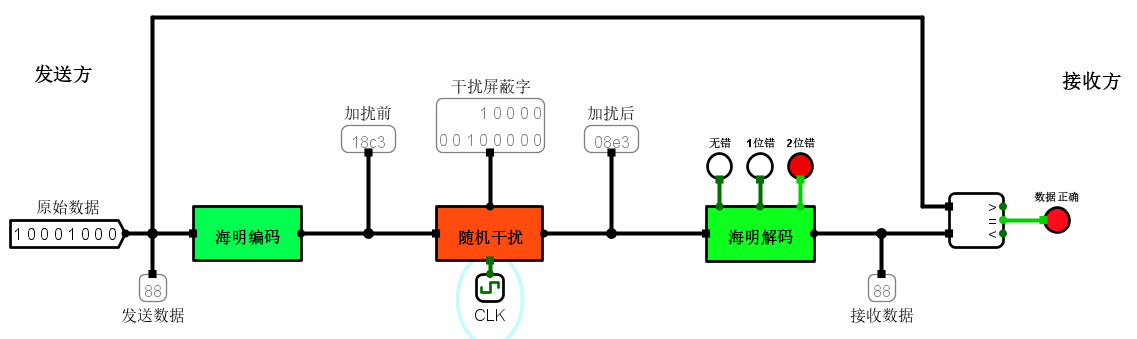 发送方
接收方
干扰屏蔽字
10000
00100000
加扰前
18c3
加扰后
08e3
无错
1位错
2位错
数据正确
原始数据
10001000
海明编码
随机干扰
海明解码
>
=
<
88
发送数据
CLK
88
接收数据